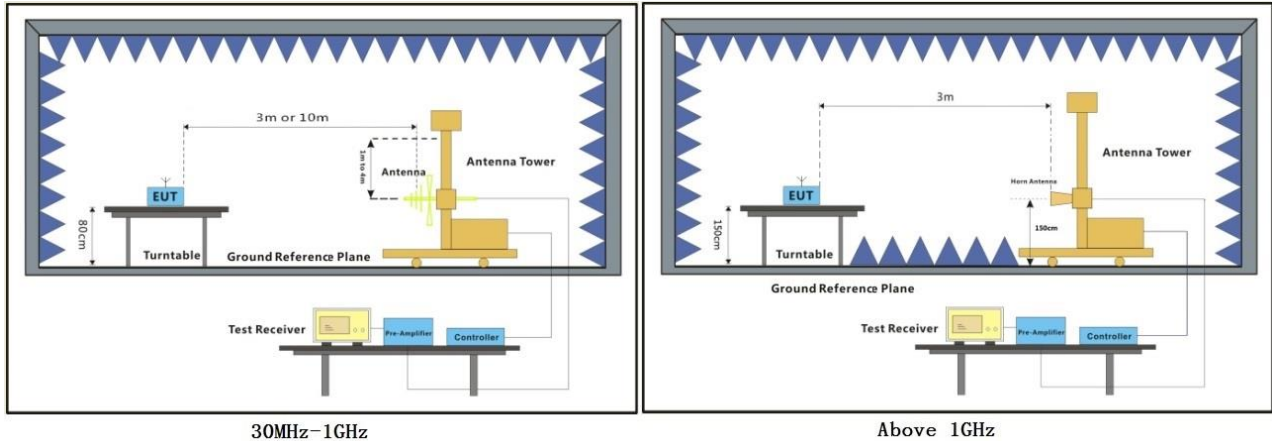 3m or 10m
1m to 4m
Antenna
Antenna Tower
EUT
80cm
Turntable
Ground Reference Plane
Test Receiver
Pre-Amplifier
Controller
30MHz-1GHz
3m
Antenna Tower
Horn Antenna
EUT
150cm
150cm
Turntable
Ground Reference Plane
Test Receiver
Pre-Amplifier
Controller
Above 1GHz